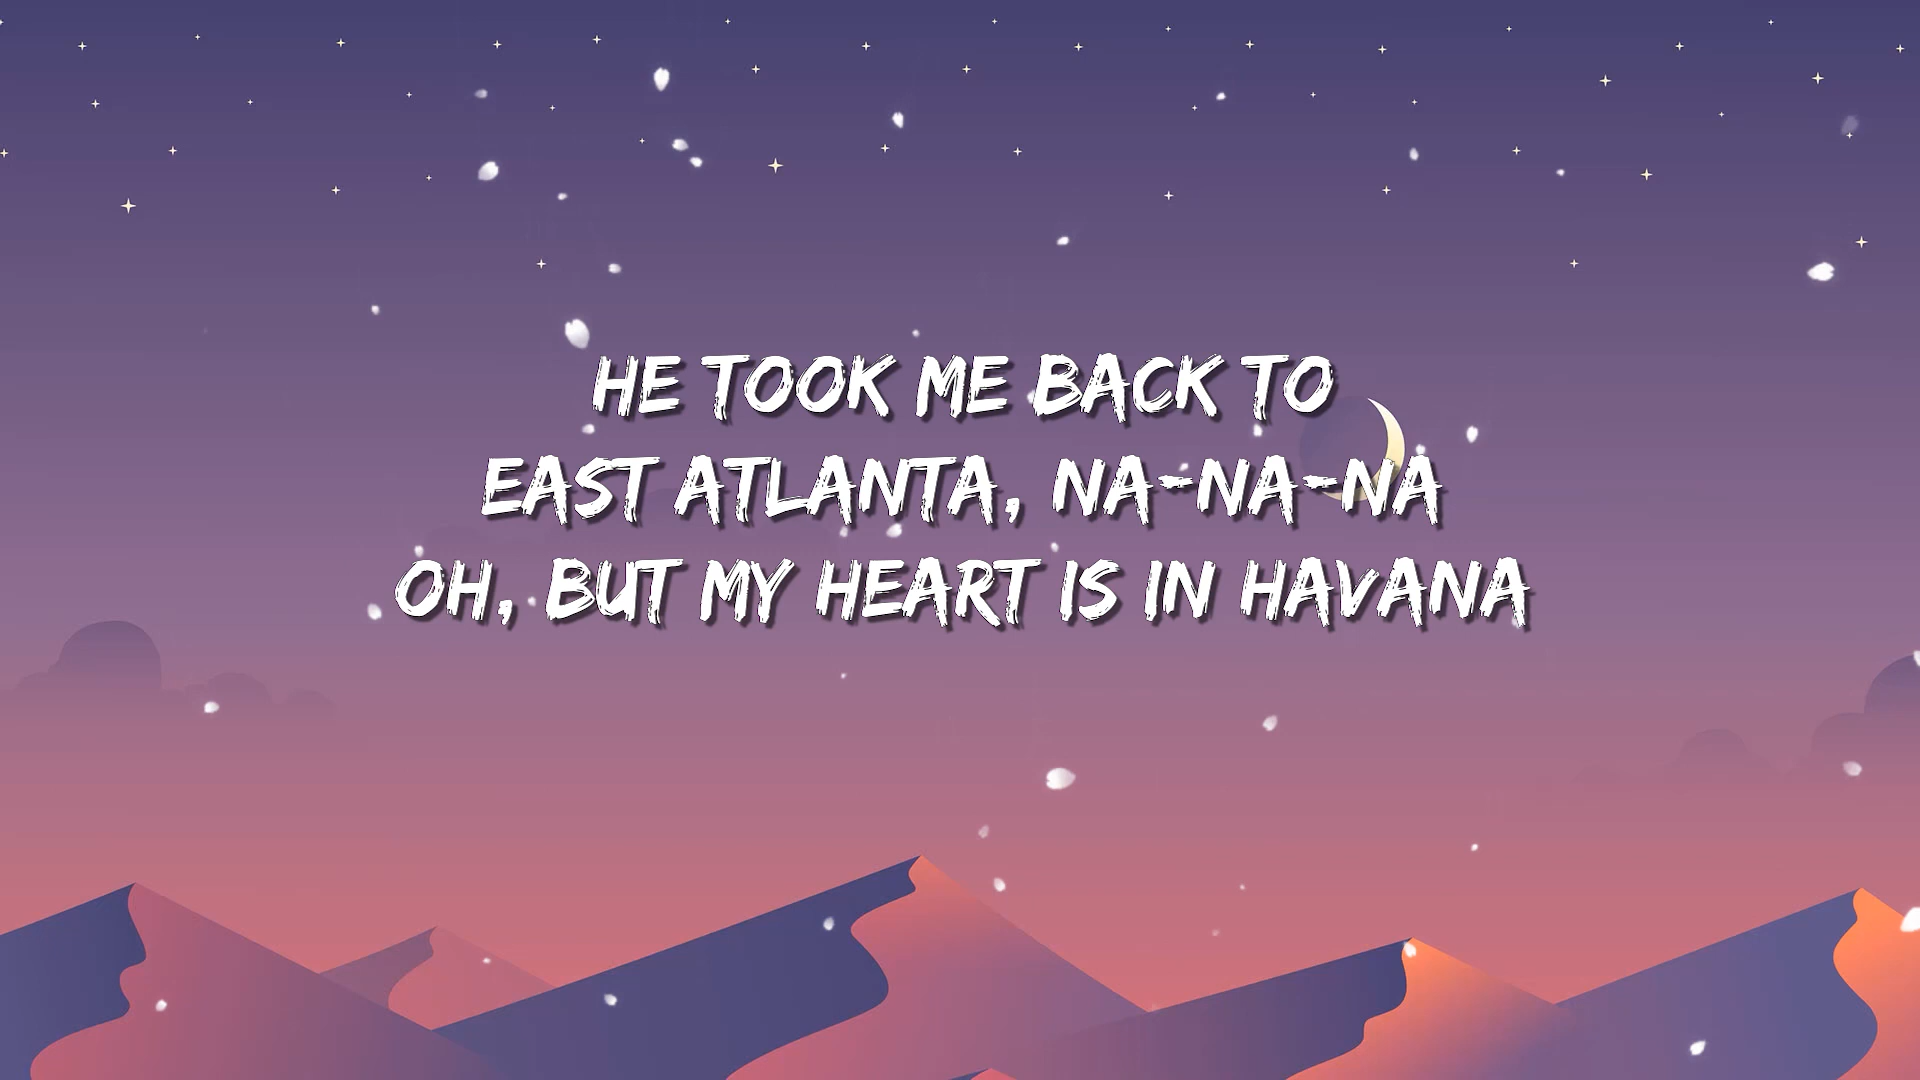 HE TOOK ME BACK TO
EAST ATLANTA, NA-NA-NA
OH, BUT MY HEART IS IN HAVANA